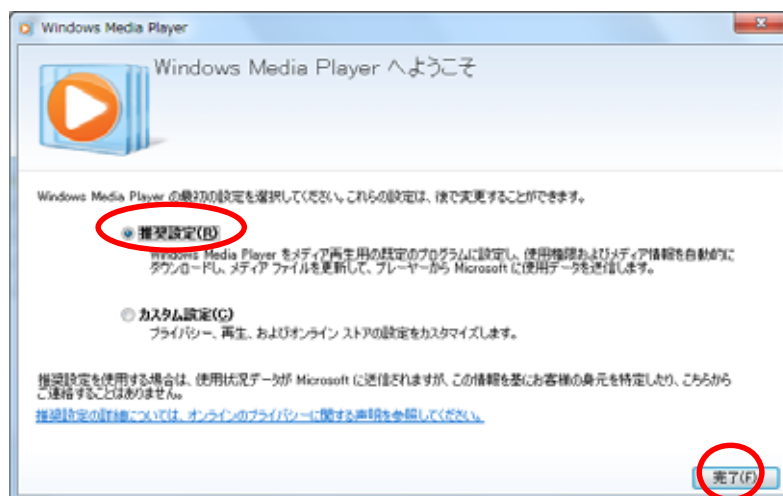 Windows Media Player
Windows Media Player へようこそ
Windows Media Player の最初の設定を選択してください。これらの設定は、後で変更することができます。
推奨設定(R)
Windows Media Player をメディア再生用の既定のプログラムに設定し、使用権限およびメディア情報を自動的に
ダウンロードし、メディア ファイルを更新して、プレーヤーから Microsoft に使用データを送信します。
カスタム設定(C)
プライバシー、再生、およびオンライン ストアの設定をカスタマイズします。
推奨設定を使用する場合は、使用状況データが Microsoft に送信されますが、この情報を基にお客様の身元を特定したり、こちらから
ご連絡することはありません。
推奨設定の詳細については、オンラインのプライバシーに関する声明を参照してください。
完了(F)